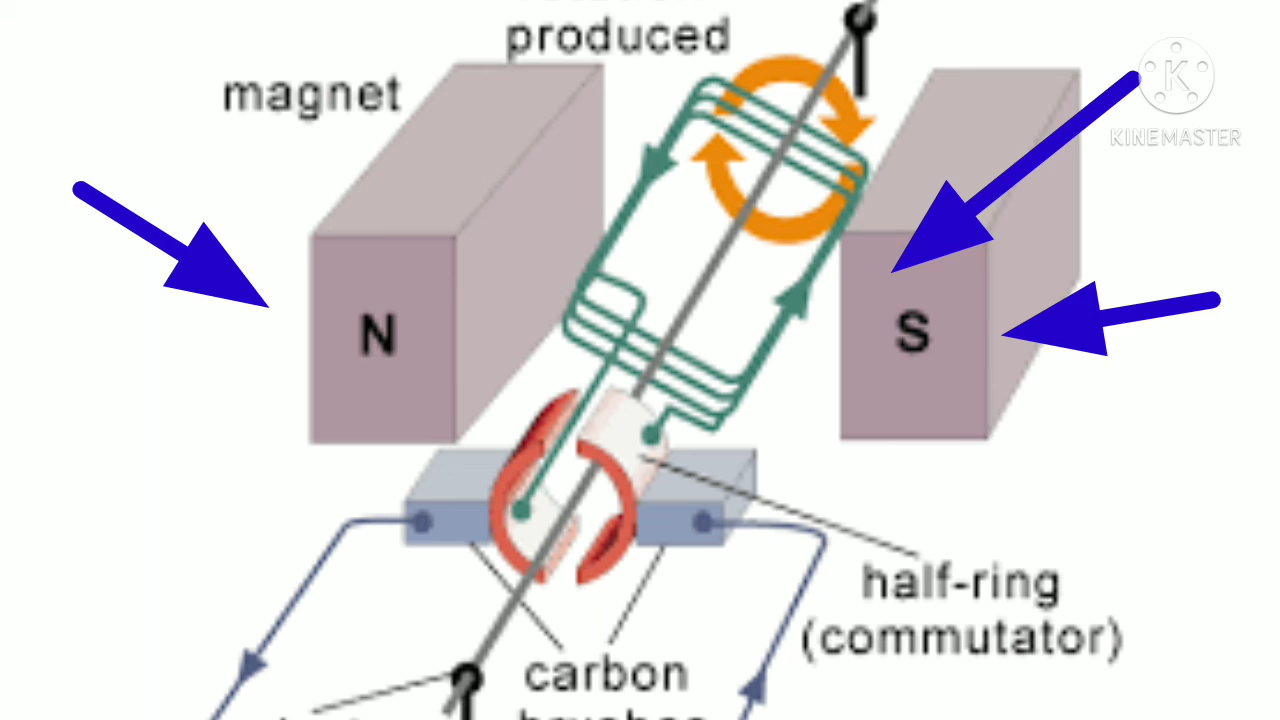 produced
magnet
K
KINEMASTER
N
S
half-ring
(commutator)
carbon